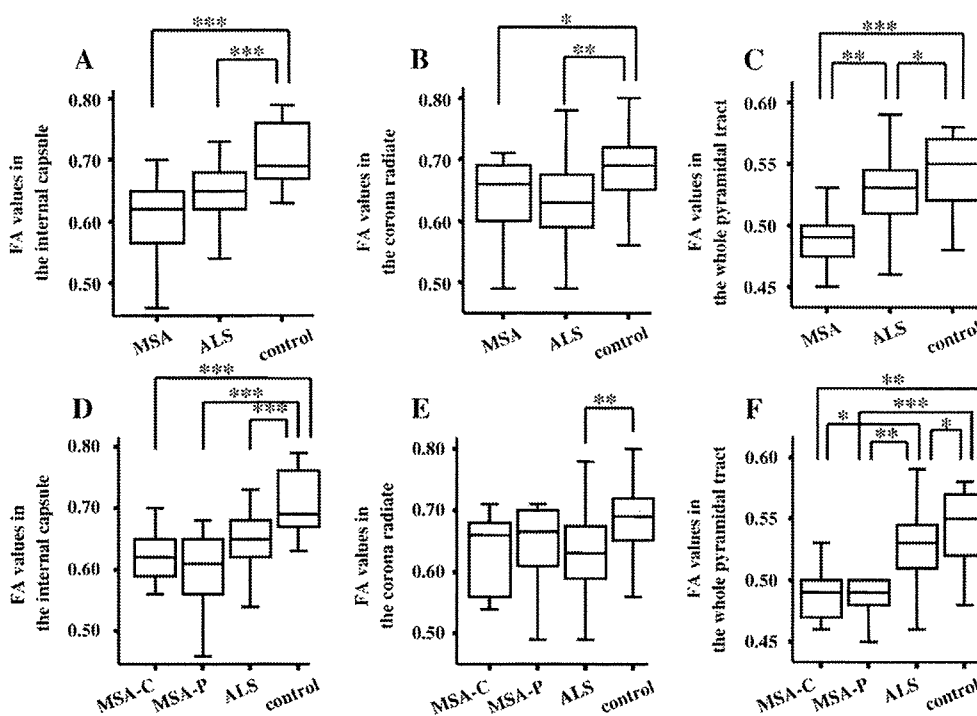 A
***
***
FA values in
the internal capsule
0.80
0.70
0.60
0.50
MSA
ALS
control
B
*
**
FA values in
the corona radiate
0.80
0.70
0.60
0.50
MSA
ALS
control
C
***
**
*
FA values in
the whole pyramidal tract
0.60
0.55
0.50
0.45
MSA
ALS
control
D
***
***
***
FA values in
the internal capsule
0.80
0.70
0.60
0.50
MSA-C
MSA-P
ALS
control
E
**
FA values in
the corona radiate
0.80
0.70
0.60
0.50
MSA-C
MSA-P
ALS
control
F
**
*
***
**
*
FA values in
the whole pyramidal tract
0.60
0.55
0.50
0.45
MSA-C
MSA-P
ALS
control